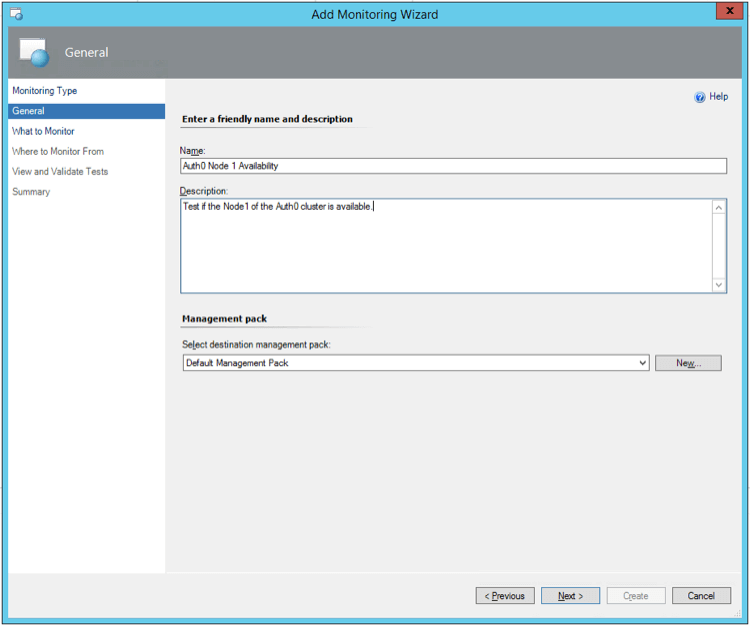 Add Monitoring Wizard
x
General
Monitoring Type
General
What to Monitor
Where to Monitor From
View and Validate Tests
Summary
? Help
Enter a friendly name and description
Name:
Auth0 Node 1 Availability
Description:
Test if the Node1 of the Auth0 cluster is available.
Management pack
Select destination management pack:
Default Management Pack
New...
< Previous
Next >
Create
Cancel